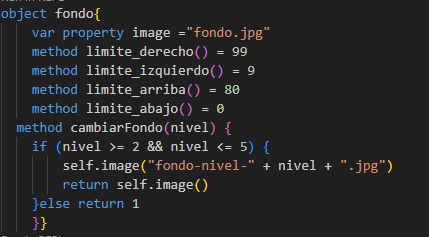 object fondo{
var property image ="fondo.jpg"
method limite_derecho() = 99
method limite_izquierdo() = 9
method limite_arriba() = 80
method limite_abajo() = 0
method cambiarFondo(nivel) {
if (nivel >= 2 && nivel <= 5) {
self.image("fondo-nivel-" + nivel + ".jpg")
return self.image()
}else return 1
}}